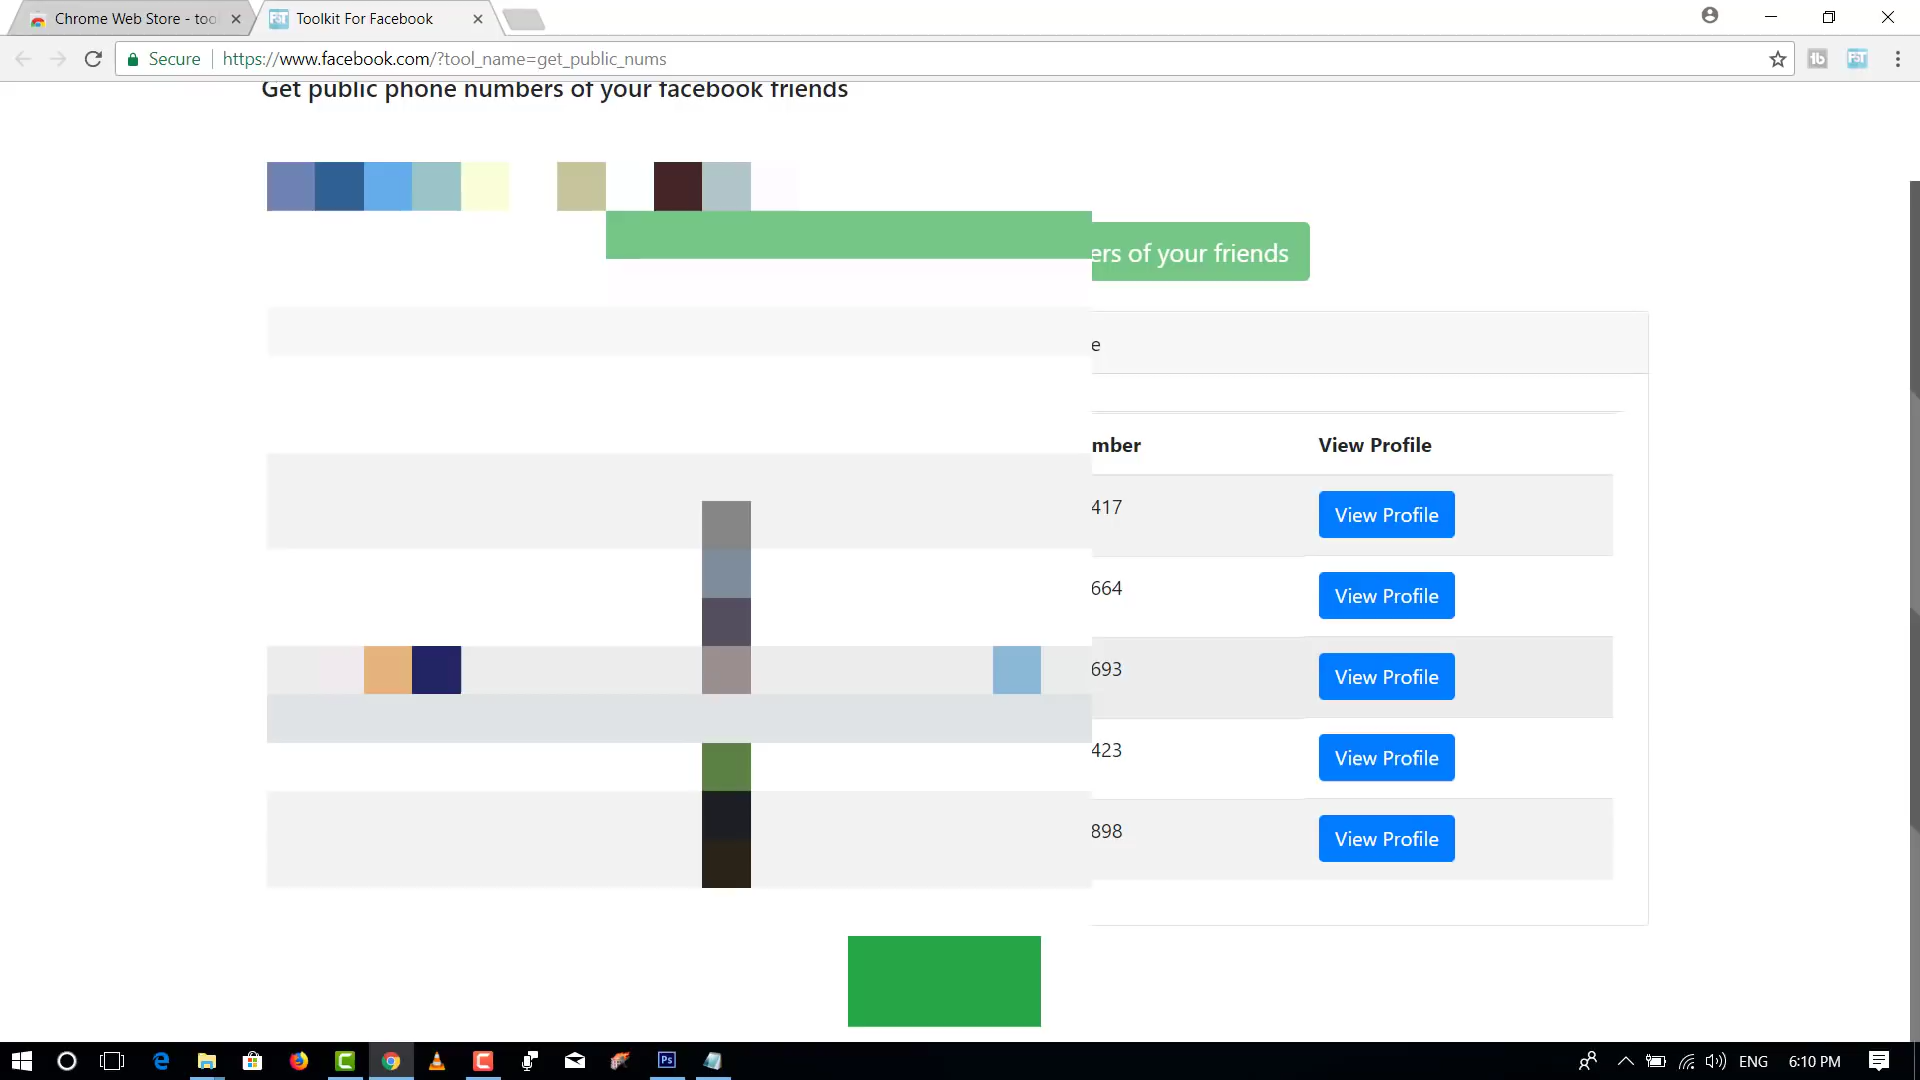 Chrome Web Store - too
Toolkit For Facebook
Secure
https://www.facebook.com/?tool_name=get_public_nums
Get public phone numbers of your facebook friends
ers of your friends
e
mber
View Profile
417
View Profile
664
View Profile
693
View Profile
423
View Profile
898
View Profile
ENG
6:10 PM